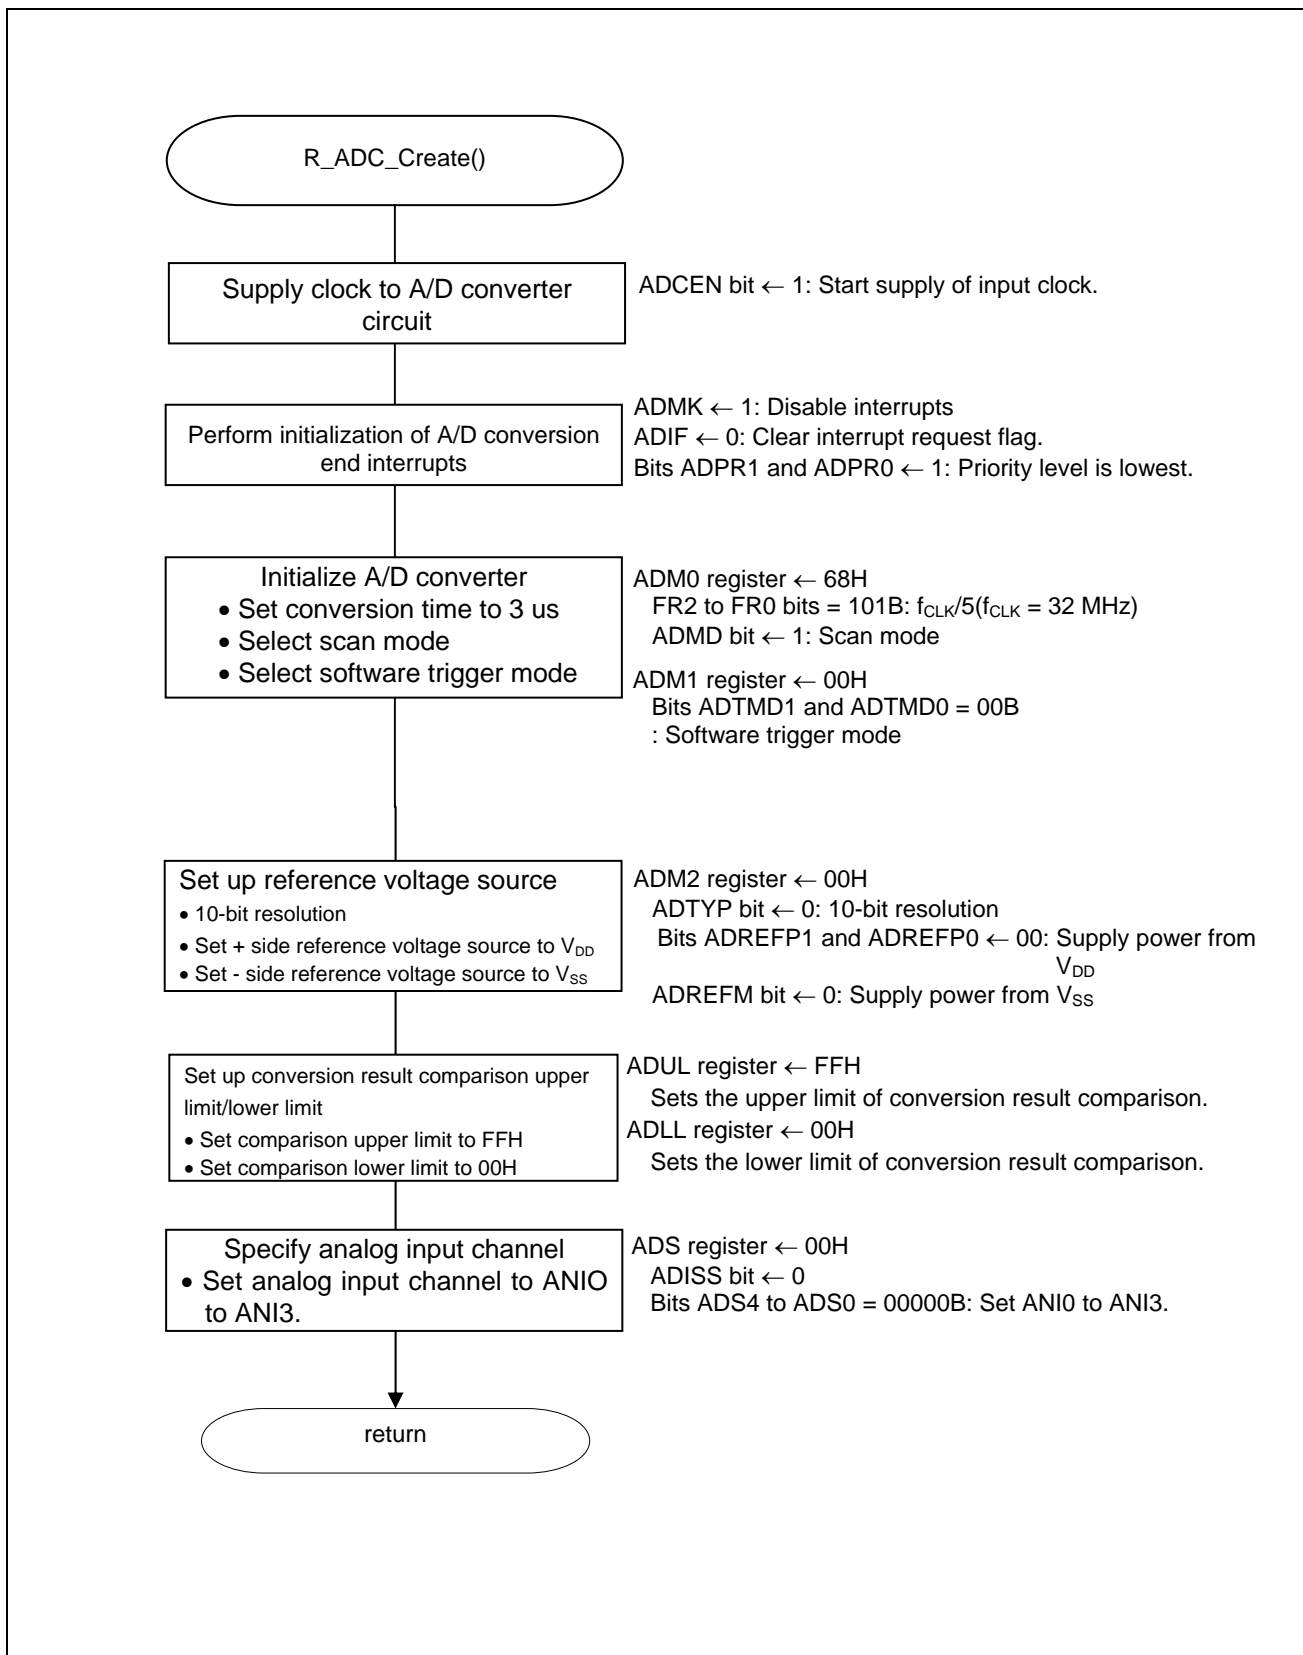 R_ADC_Create()
Supply clock to A/D converter
circuit
ADCEN bit ← 1: Start supply of input clock.
Perform initialization of A/D conversion
end interrupts
ADMK ← 1: Disable interrupts
ADIF ← 0: Clear interrupt request flag.
Bits ADPR1 and ADPR0 ← 1: Priority level is lowest.
Initialize A/D converter
• Set conversion time to 3 us
• Select scan mode
• Select software trigger mode
ADM0 register ← 68H
FR2 to FR0 bits = 101B: fCLK/5(fCLK = 32 MHz)
ADMD bit ← 1: Scan mode
ADM1 register ← 00H
Bits ADTMD1 and ADTMD0 = 00B
: Software trigger mode
Set up reference voltage source
• 10-bit resolution
• Set + side reference voltage source to VDD
• Set - side reference voltage source to VSS
ADM2 register ← 00H
ADTYP bit ← 0: 10-bit resolution
Bits ADREFP1 and ADREFP0 ← 00: Supply power from
VDD
ADREFM bit ← 0: Supply power from VSS
Set up conversion result comparison upper
limit/lower limit
• Set comparison upper limit to FFH
• Set comparison lower limit to 00H
ADUL register ← FFH
Sets the upper limit of conversion result comparison.
ADLL register ← 00H
Sets the lower limit of conversion result comparison.
Specify analog input channel
• Set analog input channel to ANIO
to ANI3.
ADS register ← 00H
ADISS bit ← 0
Bits ADS4 to ADS0 = 00000B: Set ANI0 to ANI3.
return